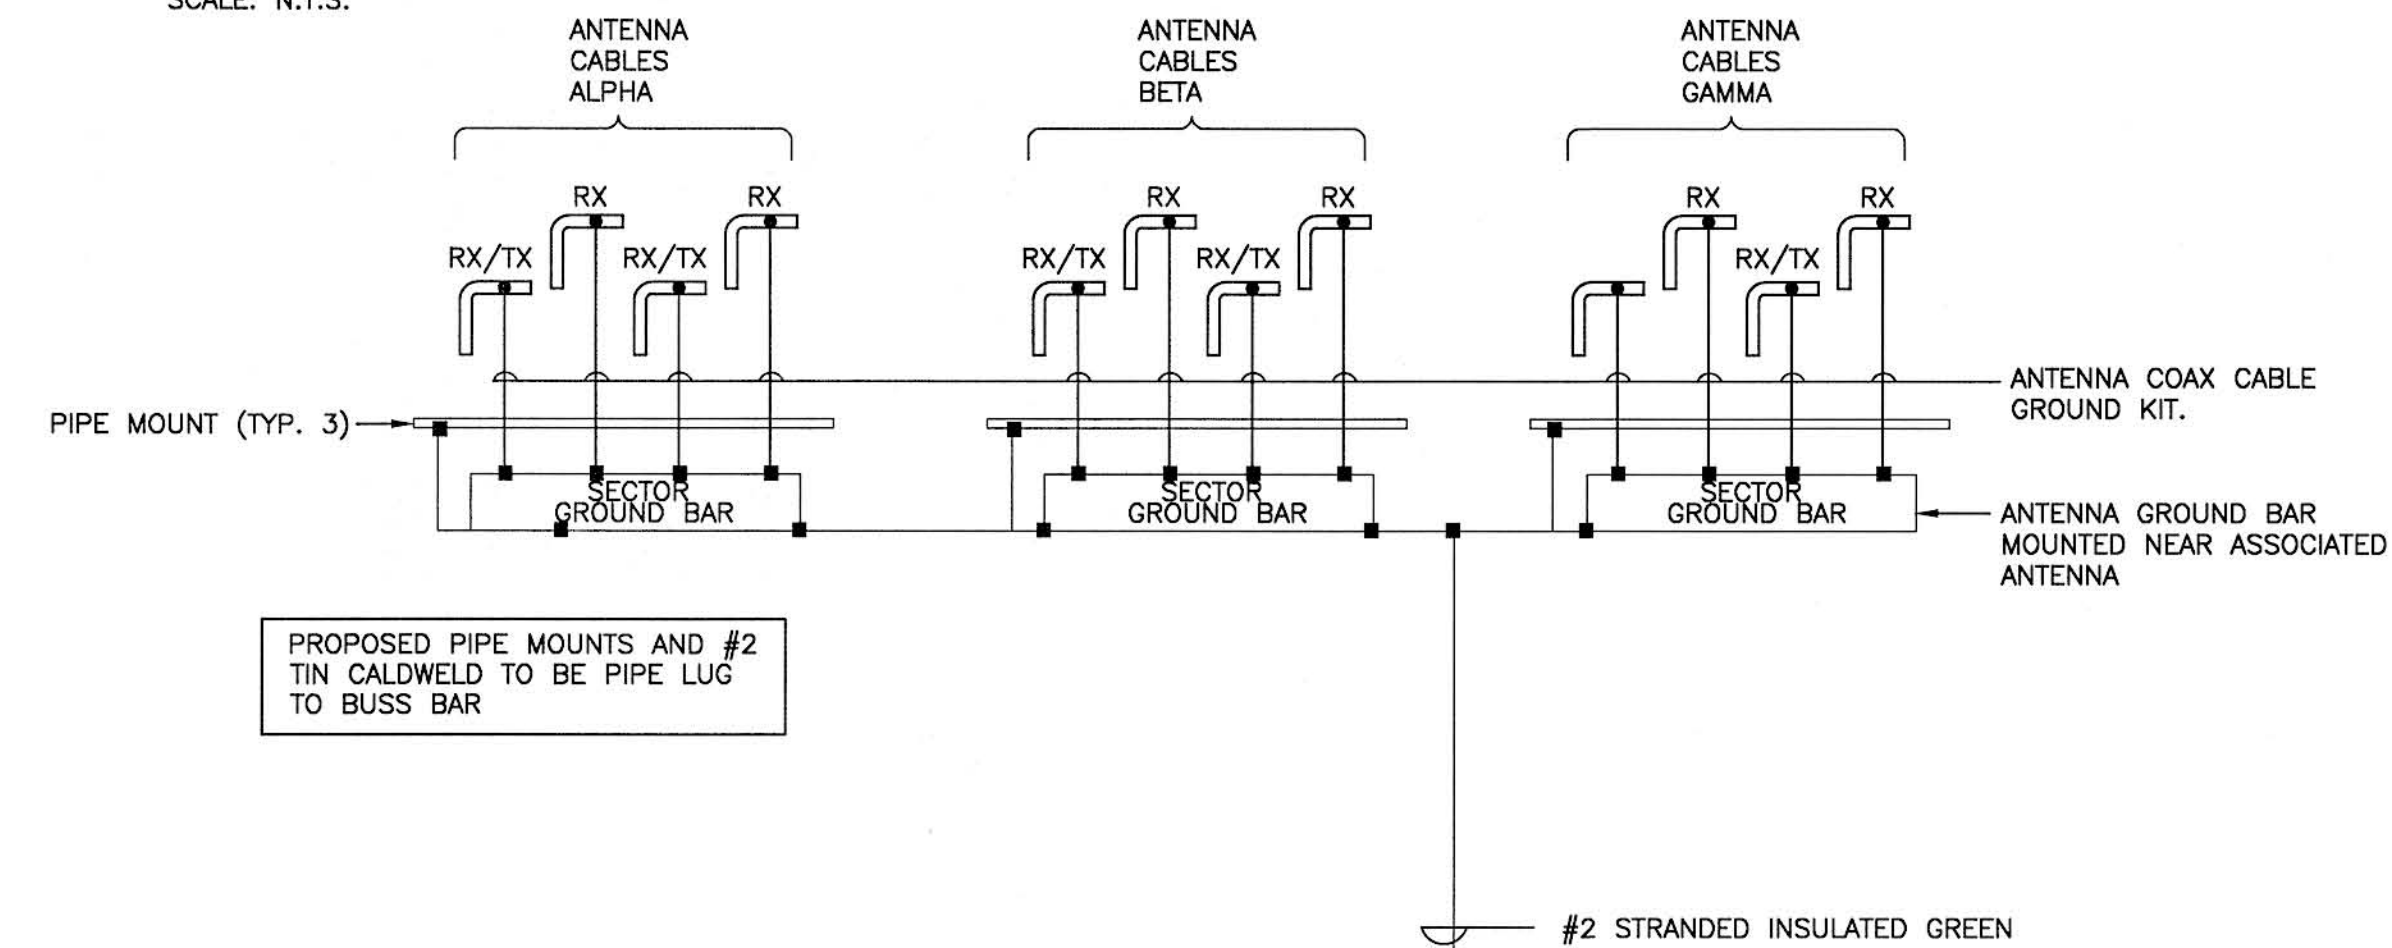 SCALE: N.T.S.
ANTENNA
CABLES
ALPHA
ANTENNA
CABLES
BETA
ANTENNA
CABLES
GAMMA
RX
RX
RX/TX
RX/TX
RX
RX
RX/TX
RX/TX
RX
RX
RX/TX
ANTENNA COAX CABLE
GROUND KIT.
PIPE MOUNT (TYP. 3)
SECTOR
GROUND BAR
SECTOR
GROUND BAR
SECTOR
GROUND BAR
ANTENNA GROUND BAR
MOUNTED NEAR ASSOCIATED
ANTENNA
PROPOSED PIPE MOUNTS AND #2
TIN CALDWELD TO BE PIPE LUG
TO BUSS BAR
#2 STRANDED INSULATED GREEN